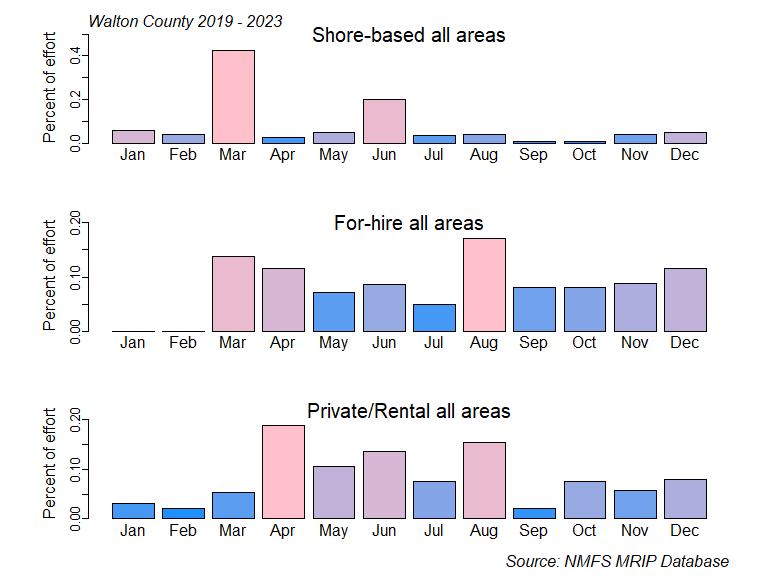 Walton County 2019 - 2023
Shore-based all areas
Percent of effort
0.0 0.2 0.4
Jan Feb Mar Apr May Jun Jul Aug Sep Oct Nov Dec
For-hire all areas
Percent of effort
0.00 0.10 0.20
Jan Feb Mar Apr May Jun Jul Aug Sep Oct Nov Dec
Private/Rental all areas
Percent of effort
0.00 0.10 0.20
Jan Feb Mar Apr May Jun Jul Aug Sep Oct Nov Dec
Source: NMFS MRIP Database